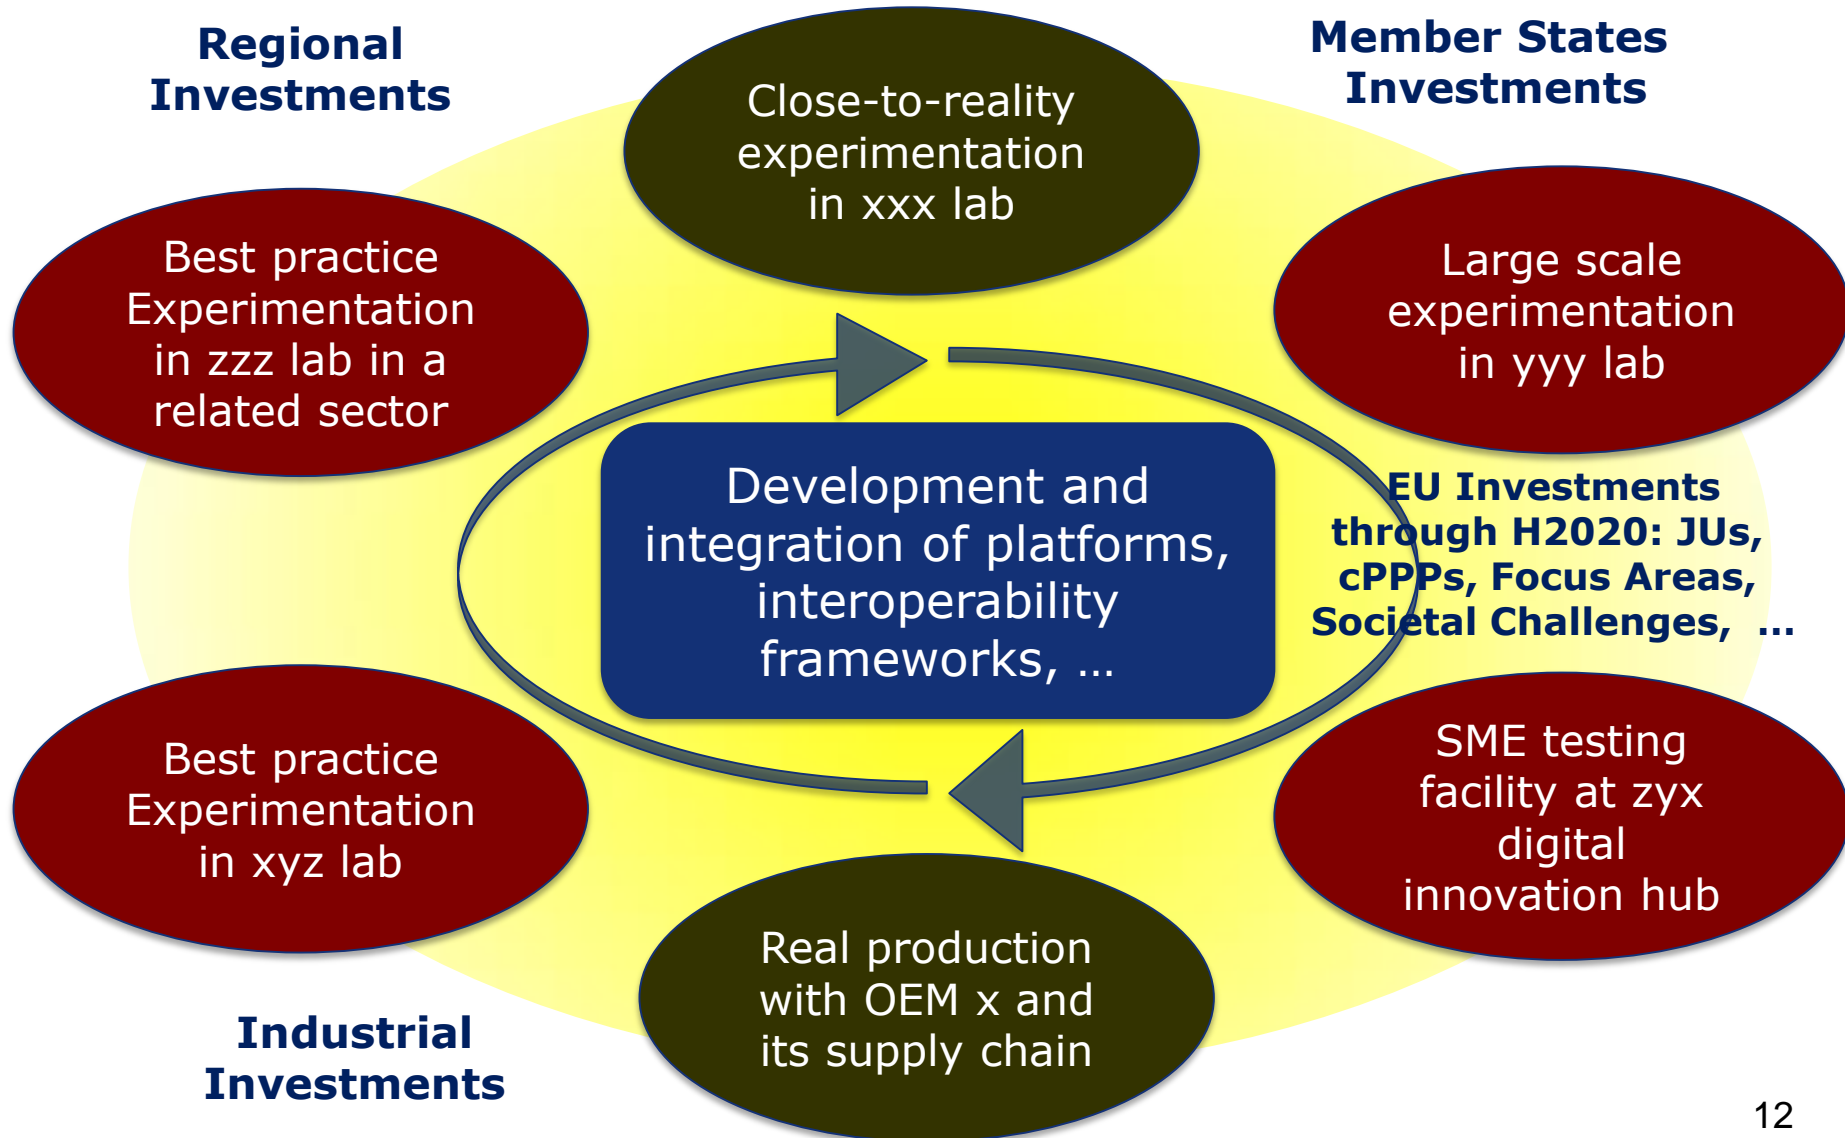 Regional
Investments
Close-to-reality
experimentation
in xxx lab
Member States
Investments
Best practice
Experimentation
in zzz lab in a
related sector
Large scale
experimentation
in yyy lab
Development and
integration of platforms,
interoperability
frameworks, ...
EU Investments
through H2020: JUs,
cPPPs, Focus Areas,
Societal Challenges, ...
Best practice
Experimentation
in xyz lab
SME testing
facility at zyx
digital
innovation hub
Real production
with OEM x and
its supply chain
Industrial
Investments
12